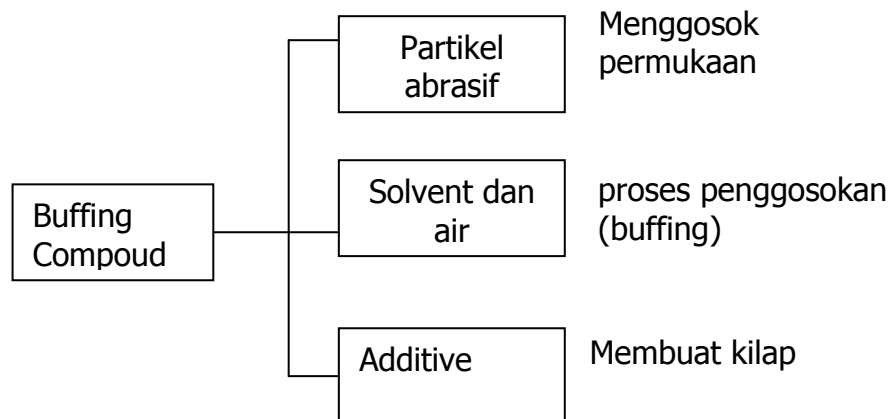 Buffing
Compoud
Partikel
abrasif
Menggosok
permukaan
Solvent dan
air
proses penggosokan
(buffing)
Additive
Membuat kilap